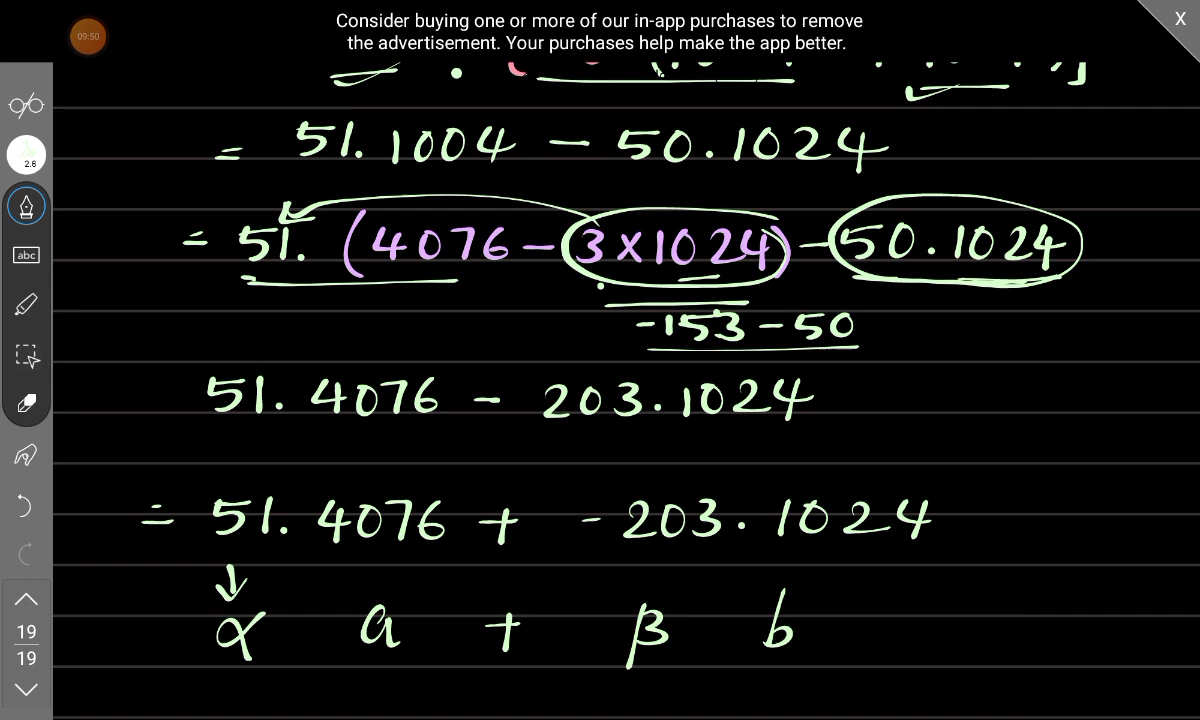 Consider buying one or more of our in-app purchases to remove
the advertisement. Your purchases help make the app better.
X
09:50
= 51. 1004 - 50.1024
2.6
= 51. (4076 - (3 x 1024) - 50.1024
abc
-153 - 50
51. 4076 - 203.1024
= 51. 4076 + -203. 1024
α a + β b
19
19